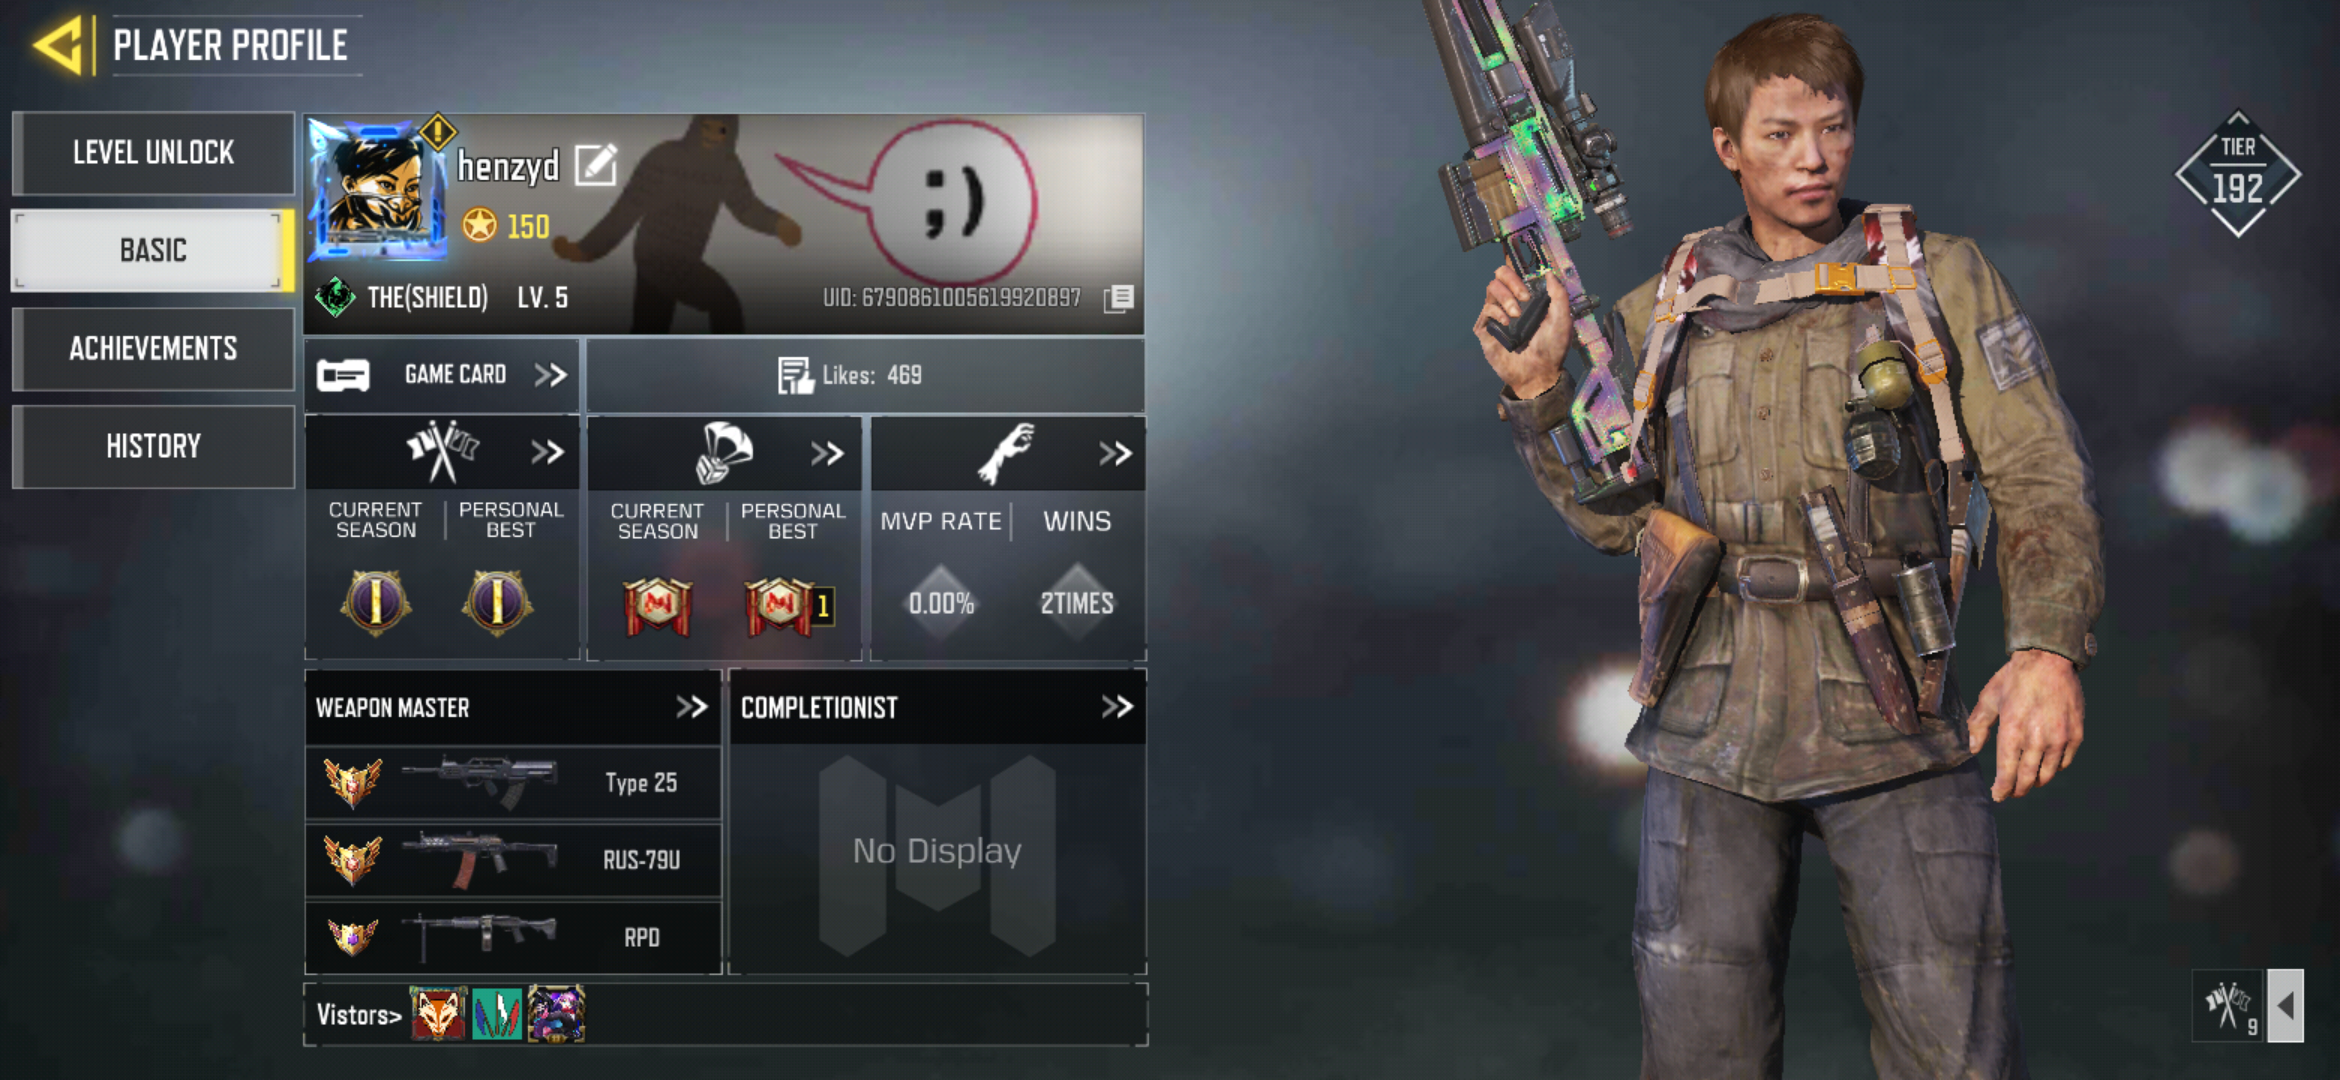 PLAYER PROFILE
LEVEL UNLOCK
BASIC
ACHIEVEMENTS
HISTORY
henzyd
150
;)
THE(SHIELD) LV. 5
UID: 6790861005619920897
GAME CARD
Likes: 469
CURRENT SEASON
PERSONAL BEST
CURRENT SEASON
PERSONAL BEST
1
MVP RATE
WINS
0.00%
2TIMES
WEAPON MASTER
Type 25
RUS-79U
RPD
COMPLETIONIST
No Display
Vistors>
TIER
192
9